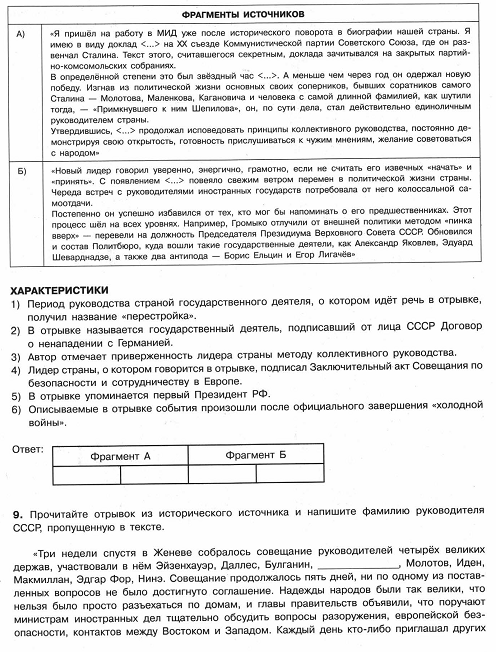 ФРАГМЕНТЫ ИСТОЧНИКОВ
А)
«Я пришёл на работу в МИД уже после исторического поворота в биографии нашей страны. Я
имею в виду доклад <...> на XX съезде Коммунистической партии Советского Союза, где он раз-
венчал Сталина. Текст этого, считавшегося секретным, доклада зачитывался на закрытых партий-
но-комсомольских собраниях.
В определённой степени это был звёздный час <...>. А меньше чем через год он одержал новую
победу. Изгнав из политической жизни основных своих соперников, бывших соратников самого
Сталина — Молотова, Маленкова, Кагановича и человека с самой длинной фамилией, как шутили
тогда, — «Примкнувшего к ним Шепилова», он, по сути дела, стал действительно единоличным
руководителем страны.
Утвердившись, <...> продолжал исповедовать принципы коллективного руководства, постоянно де-
монстрируя свою открытость, готовность прислушиваться к чужим мнениям, желание советоваться
с народом»
Б)
«Новый лидер говорил уверенно, энергично, грамотно, если не считать его извечных «начать» и
«принять». С появлением <...> повеяло свежим ветром перемен в политической жизни страны.
Череда встреч с руководителями иностранных государств потребовала от него колоссальной са-
моотдачи.
Постепенно он успешно избавился от тех, кто мог бы напоминать о его предшественниках. Этот
процесс шёл на всех уровнях. Например, Громыко отлучили от внешней политики методом «пинка
вверх» — перевели на должность Председателя Президиума Верховного Совета СССР. Обновился
и состав Политбюро, куда вошли такие государственные деятели, как Александр Яковлев, Эдуард
Шеварднадзе, а также два антипода — Борис Ельцин и Егор Лигачёв»
ХАРАКТЕРИСТИКИ
1) Период руководства страной государственного деятеля, о котором идёт речь в отрывке,
получил название «перестройка».
2) В отрывке называется государственный деятель, подписавший от лица СССР Договор
о ненападении с Германией.
3) Автор отмечает приверженность лидера страны методу коллективного руководства.
4) Лидер страны, о котором говорится в отрывке, подписал Заключительный акт Совещания по
безопасности и сотрудничеству в Европе.
5) В отрывке упоминается первый Президент РФ.
6) Описываемые в отрывке события произошли после официального завершения «холодной
войны».
Ответ:
Фрагмент А Фрагмент Б
9. Прочитайте отрывок из исторического источника и напишите фамилию руководителя
СССР, пропущенную в тексте.
«Три недели спустя в Женеве собралось совещание руководителей четырёх великих
держав, участвовали в нём Эйзенхауэр, Даллес, Булганин, ______________, Молотов, Иден,
Макмиллан, Эдгар Фор, Нинэ. Совещание продолжалось пять дней, ни по одному из постав-
ленных вопросов не было достигнуто соглашение. Надежды народов были так велики, что
нельзя было просто разъехаться по домам, и главы правительств объявили, что поручают
министрам иностранных дел тщательно обсудить вопросы разоружения, европейской без-
опасности, контактов между Востоком и Западом. Каждый день кто-либо приглашал других